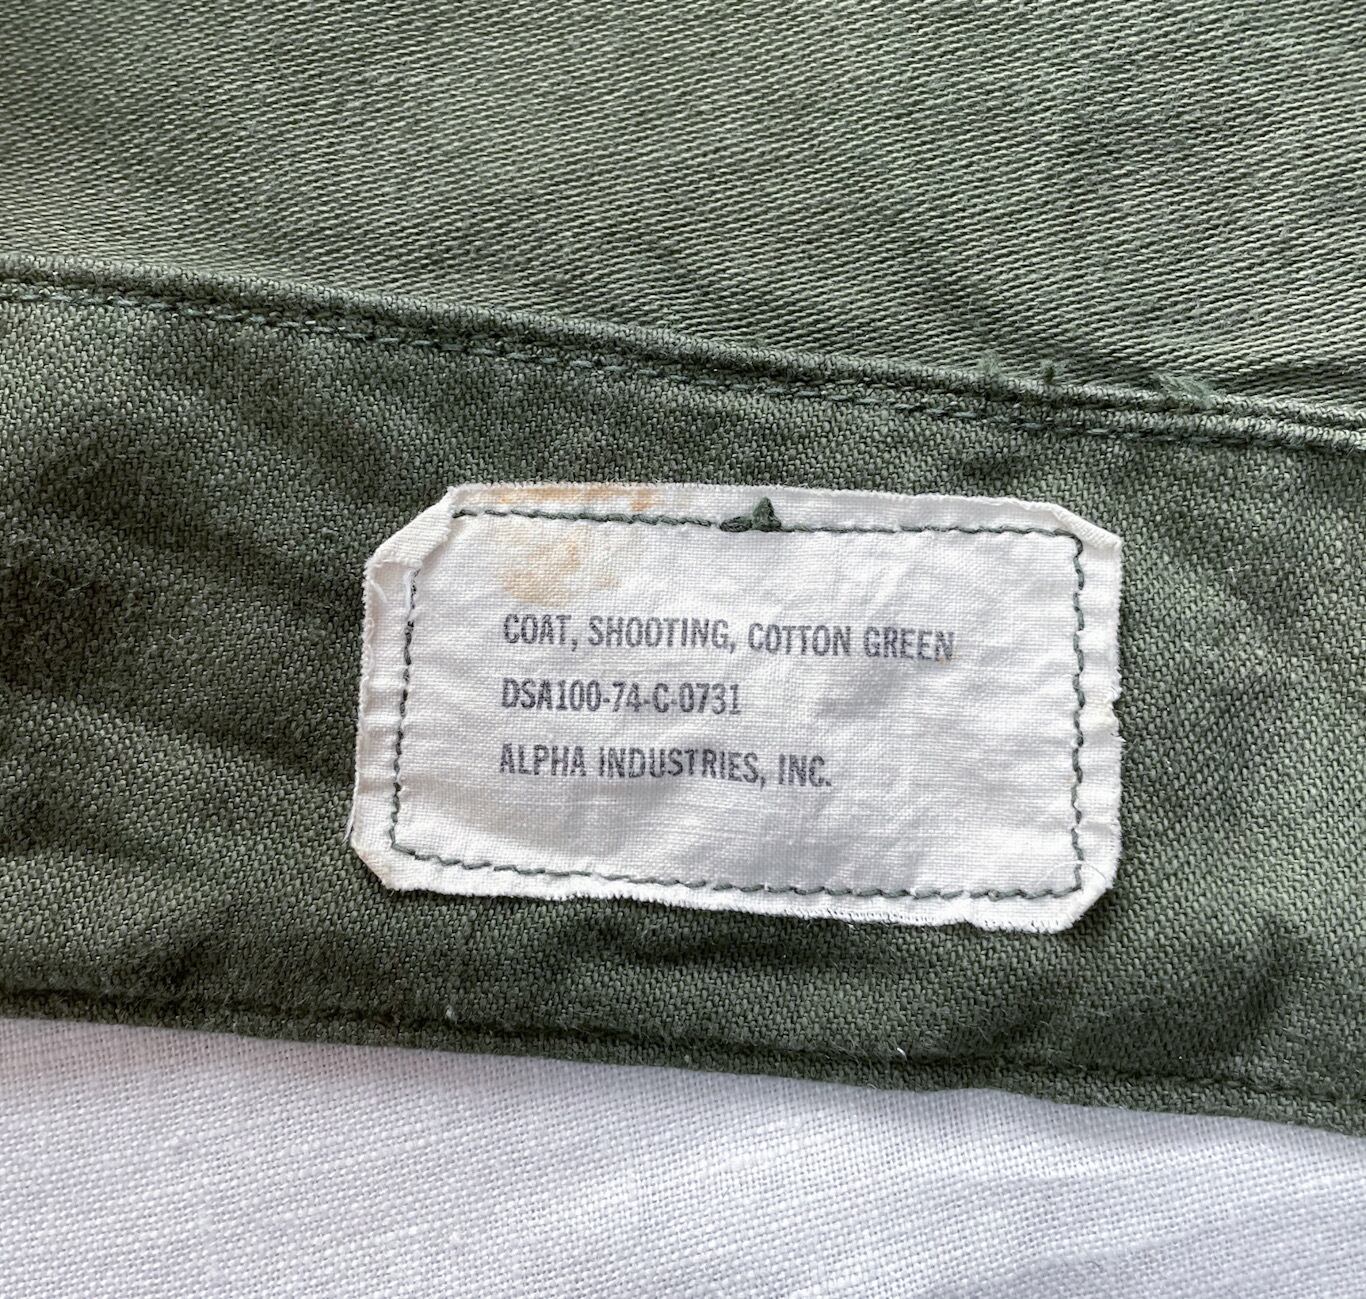 COAT, SHOOTING, COTTON GREEN
DSA100-74-C-0731
ALPHA INDUSTRIES, INC.